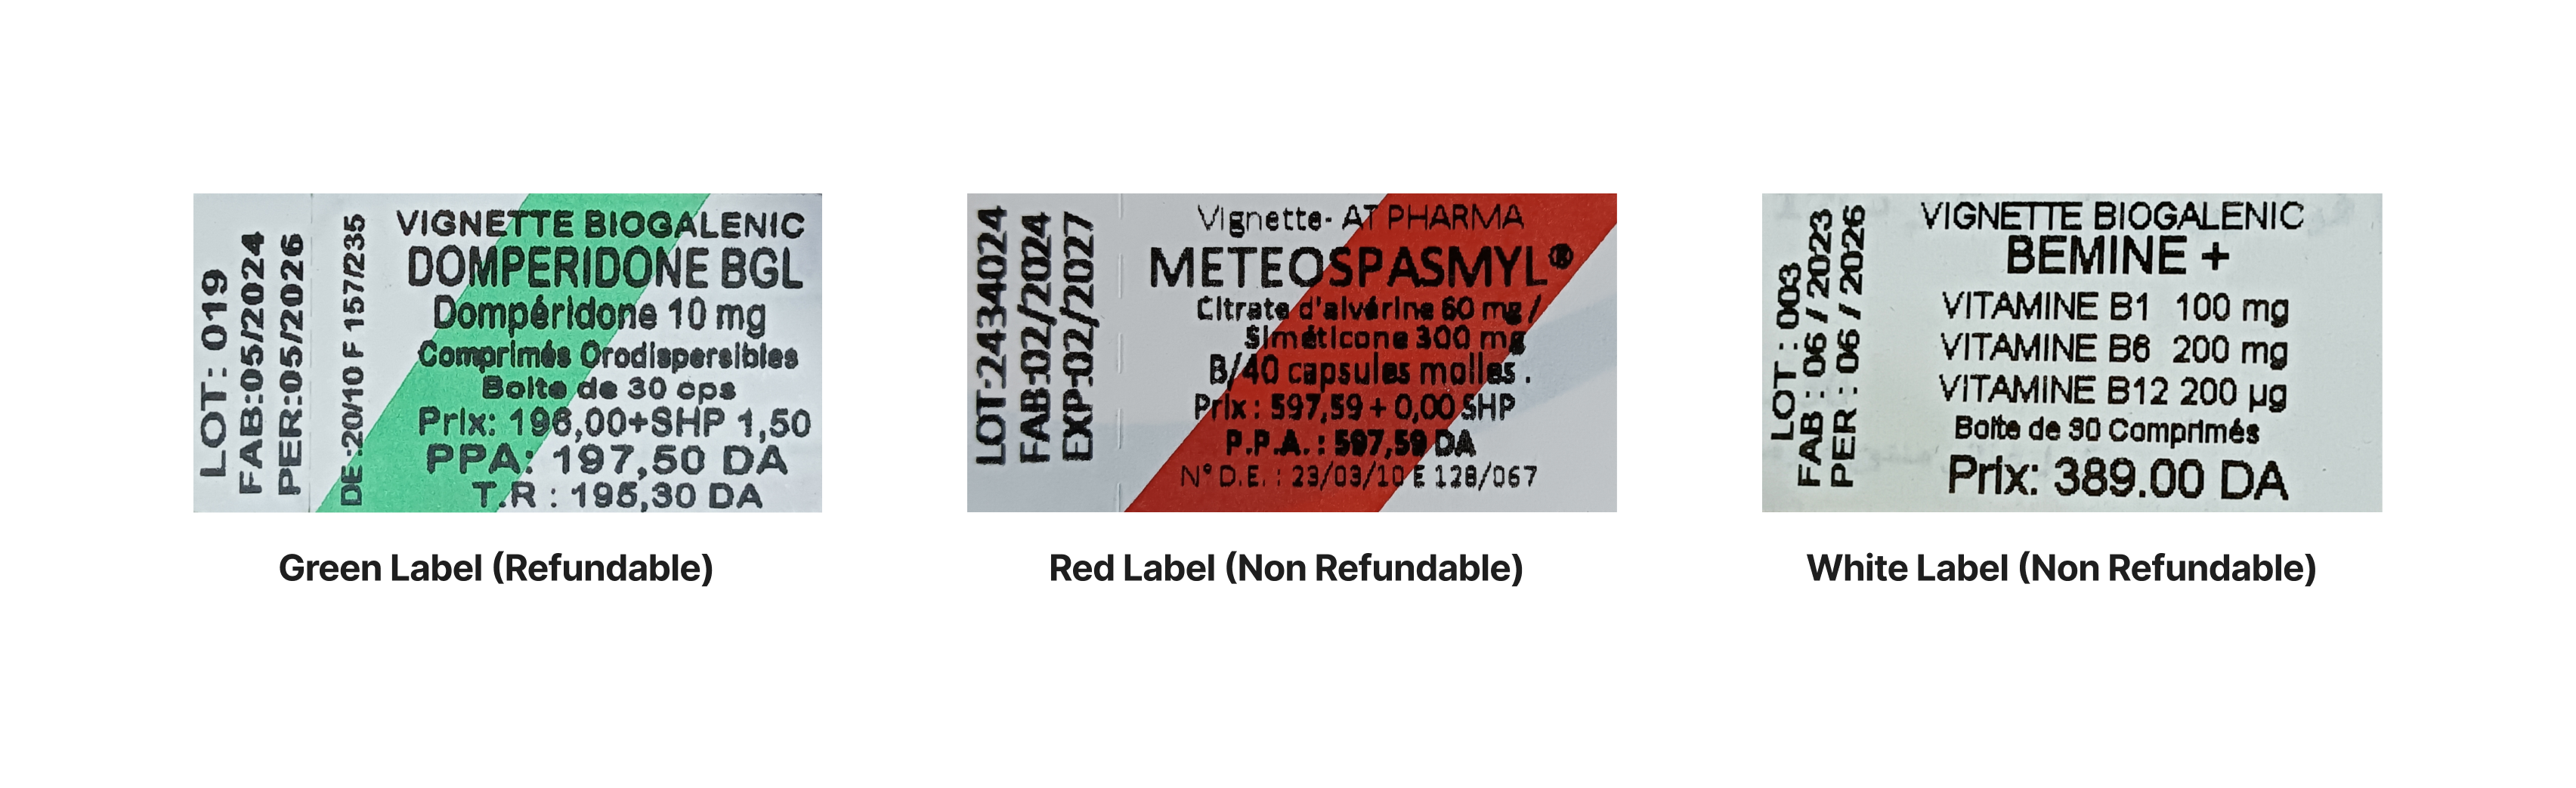 LOT: 019
FAB:05/2024
PER:05/2026
DE:20/10 F 157/235
VIGNETTE BIOGALENIC
DOMPERIDONE BGL
Dompéridone 10 mg
Comprimés Orodispersibles
Boite de 30 cps
Prix: 196,00+SHP 1,50
PPA: 197,50 DA
T.R : 195,30 DA
Green Label (Refundable)
LOT:2434024
FAB:02/2024
EXP:02/2027
Vignette- AT PHARMA
METEOSPASMYL®
Citrate d'alvérine 60 mg /
Siméticone 300 mg
B/40 capsules molles .
Prix : 597,59 + 0,00 SHP
P.P.A. : 597,59 DA
N° D.E. : 23/03/10 E 128/067
Red Label (Non Refundable)
LOT : 003
FAB : 06 / 2023
PER : 06 / 2026
VIGNETTE BIOGALENIC
BEMINE +
VITAMINE B1 100 mg
VITAMINE B6 200 mg
VITAMINE B12 200 µg
Boite de 30 Comprimés
Prix: 389.00 DA
White Label (Non Refundable)